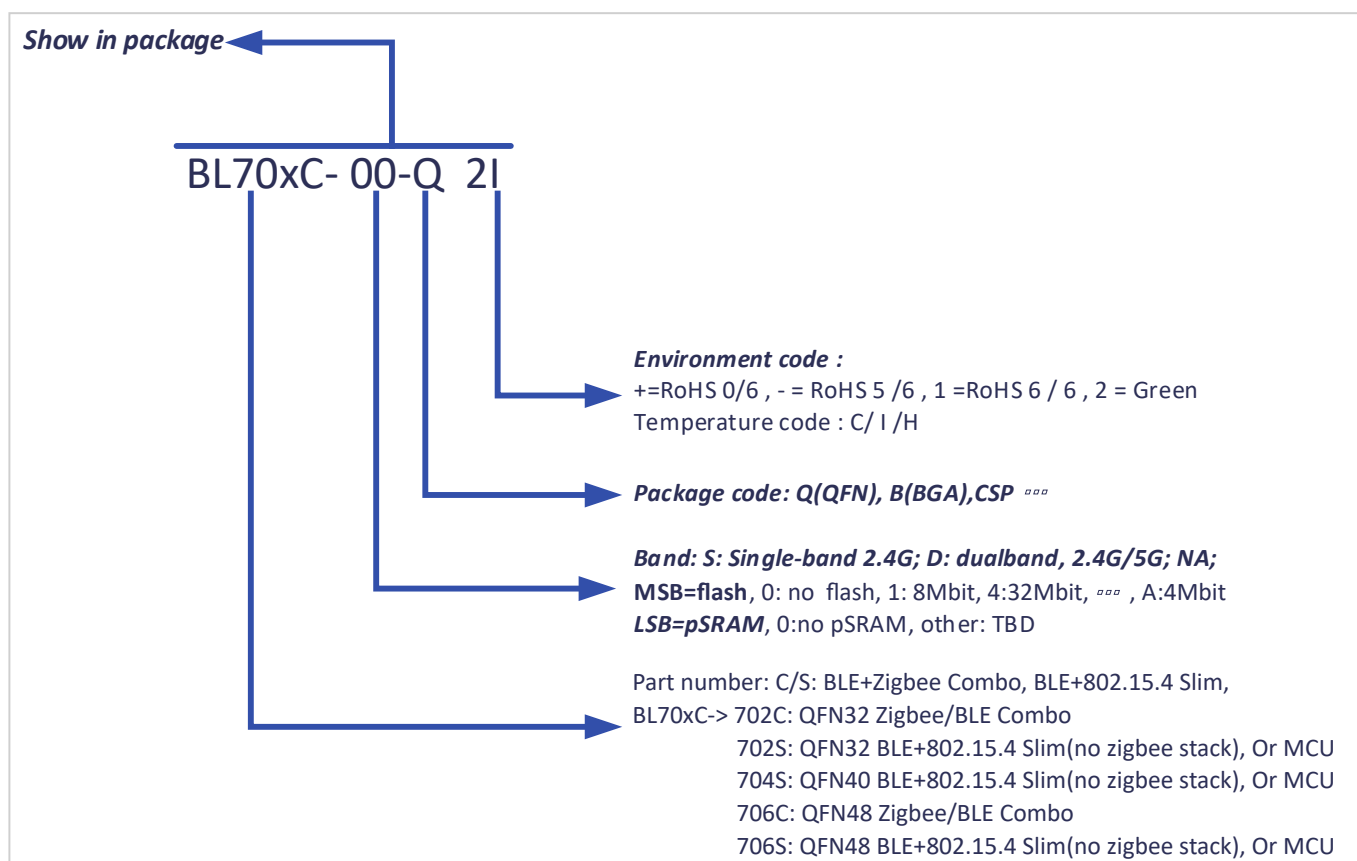 Show in package
BL70xC- 00-Q 2I
Environment code :
+=RoHS 0/6 , - = RoHS 5 /6 , 1 =RoHS 6 / 6 , 2 = Green
Temperature code : C/ I /H
Package code: Q(QFN), B(BGA),CSP ▫▫▫
Band: S: Single-band 2.4G; D: dualband, 2.4G/5G; NA;
MSB=flash, 0: no flash, 1: 8Mbit, 4:32Mbit, ▫▫▫ , A:4Mbit
LSB=pSRAM, 0:no pSRAM, other: TBD
Part number: C/S: BLE+Zigbee Combo, BLE+802.15.4 Slim,
BL70xC-> 702C: QFN32 Zigbee/BLE Combo
702S: QFN32 BLE+802.15.4 Slim(no zigbee stack), Or MCU
704S: QFN40 BLE+802.15.4 Slim(no zigbee stack), Or MCU
706C: QFN48 Zigbee/BLE Combo
706S: QFN48 BLE+802.15.4 Slim(no zigbee stack), Or MCU